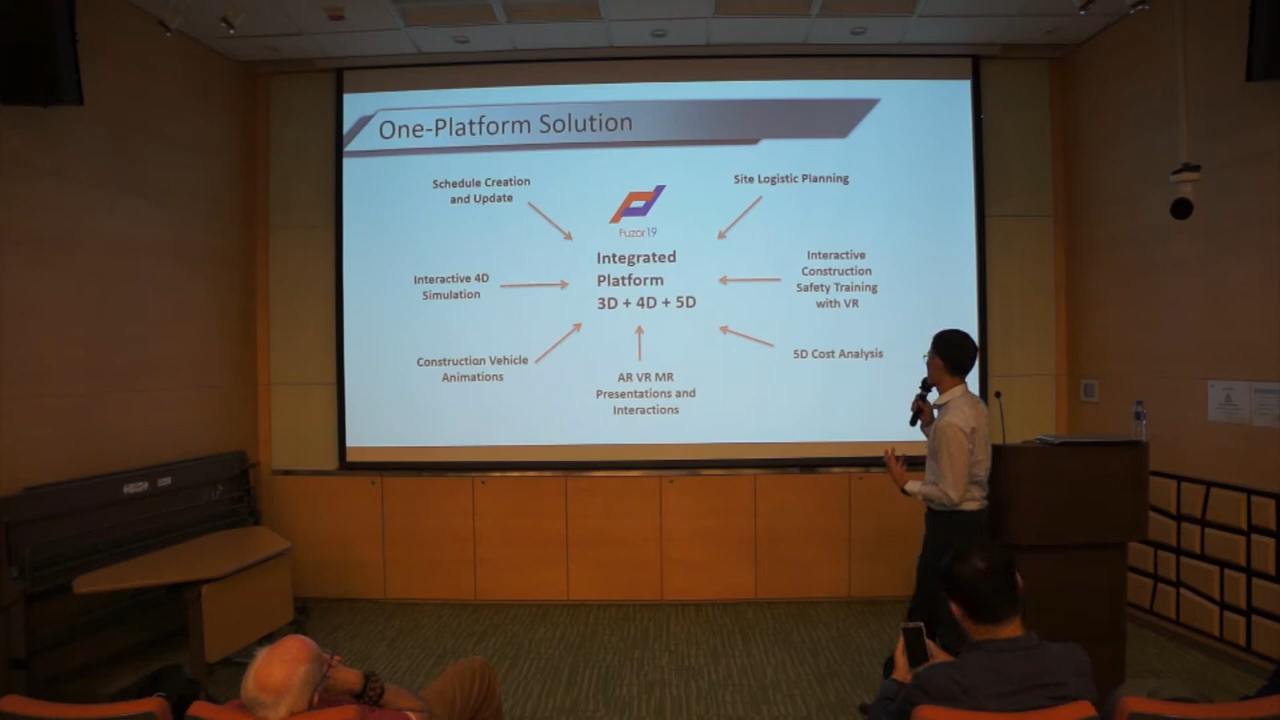 One-Platform Solution
Schedule Creation
and Update
Site Logistic Planning
Fuzor19
Integrated
Platform
3D + 4D + 5D
Interactive 4D
Simulation
Interactive
Construction
Safety Training
with VR
Construction Vehicle
Animations
AR VR MR
Presentations and
Interactions
5D Cost Analysis